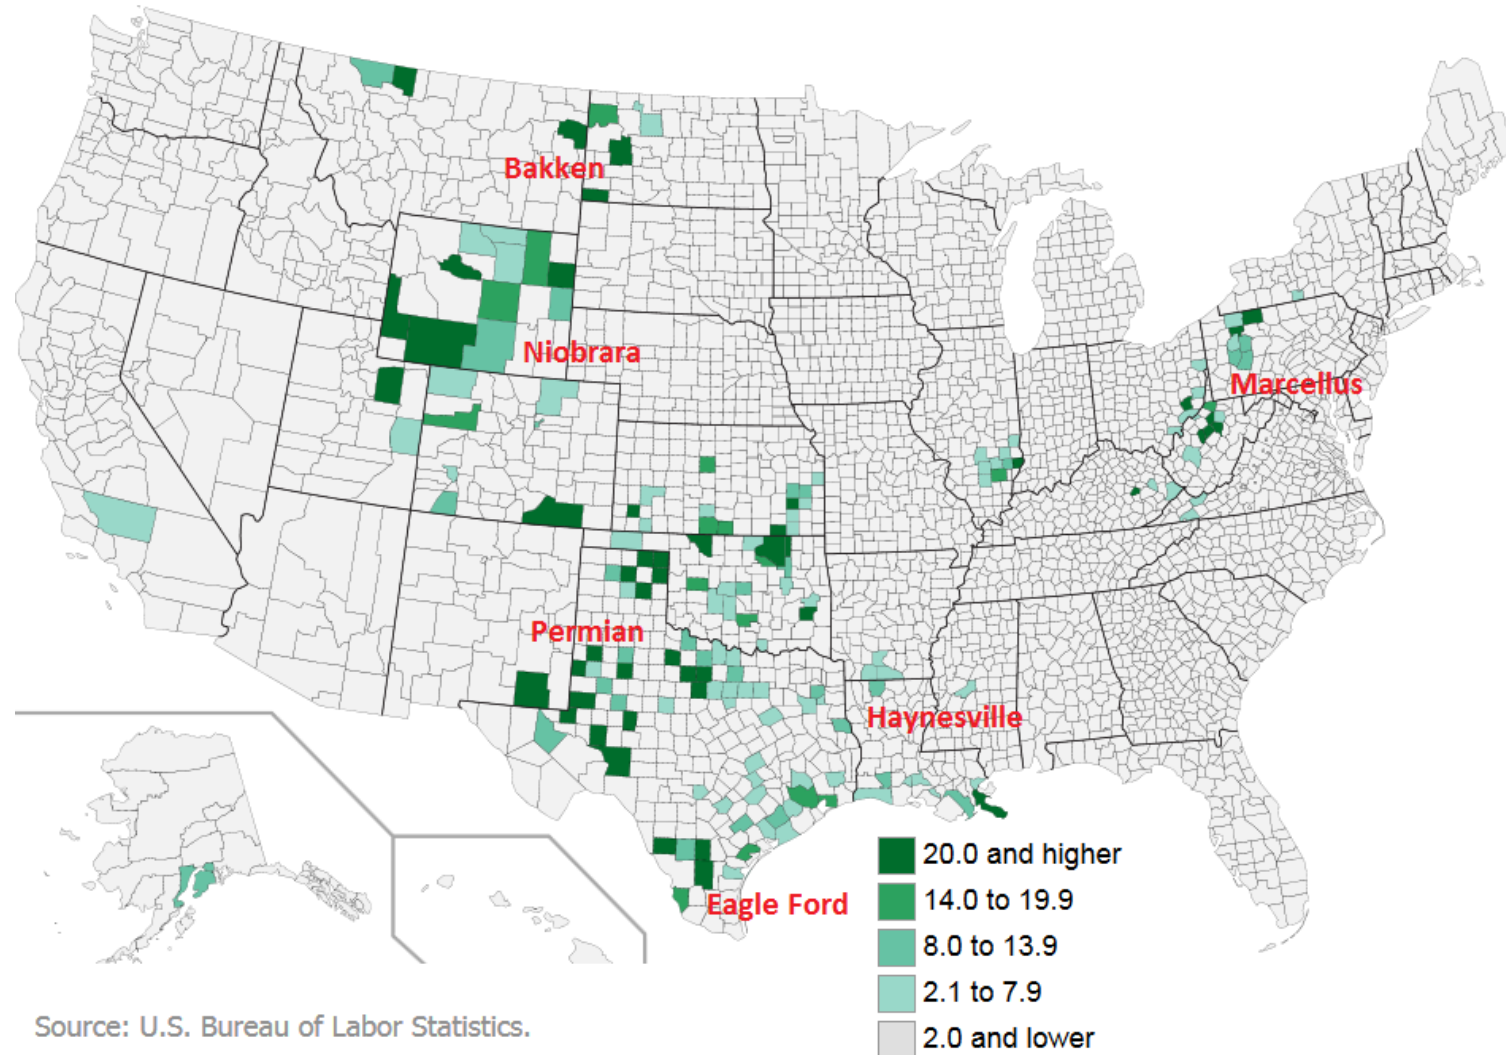 Bakken
Niobrara
Marcellus
Permian
Haynesville
Eagle Ford
20.0 and higher
14.0 to 19.9
8.0 to 13.9
2.1 to 7.9
2.0 and lower
Source: U.S. Bureau of Labor Statistics.